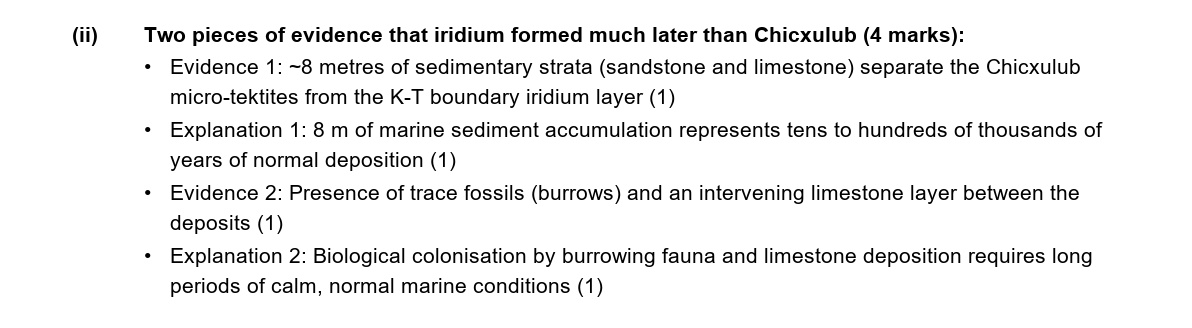 (ii) Two pieces of evidence that iridium formed much later than Chicxulub (4 marks):
• Evidence 1: ~8 metres of sedimentary strata (sandstone and limestone) separate the Chicxulub
micro-tektites from the K-T boundary iridium layer (1)
• Explanation 1: 8 m of marine sediment accumulation represents tens to hundreds of thousands of
years of normal deposition (1)
• Evidence 2: Presence of trace fossils (burrows) and an intervening limestone layer between the
deposits (1)
• Explanation 2: Biological colonisation by burrowing fauna and limestone deposition requires long
periods of calm, normal marine conditions (1)